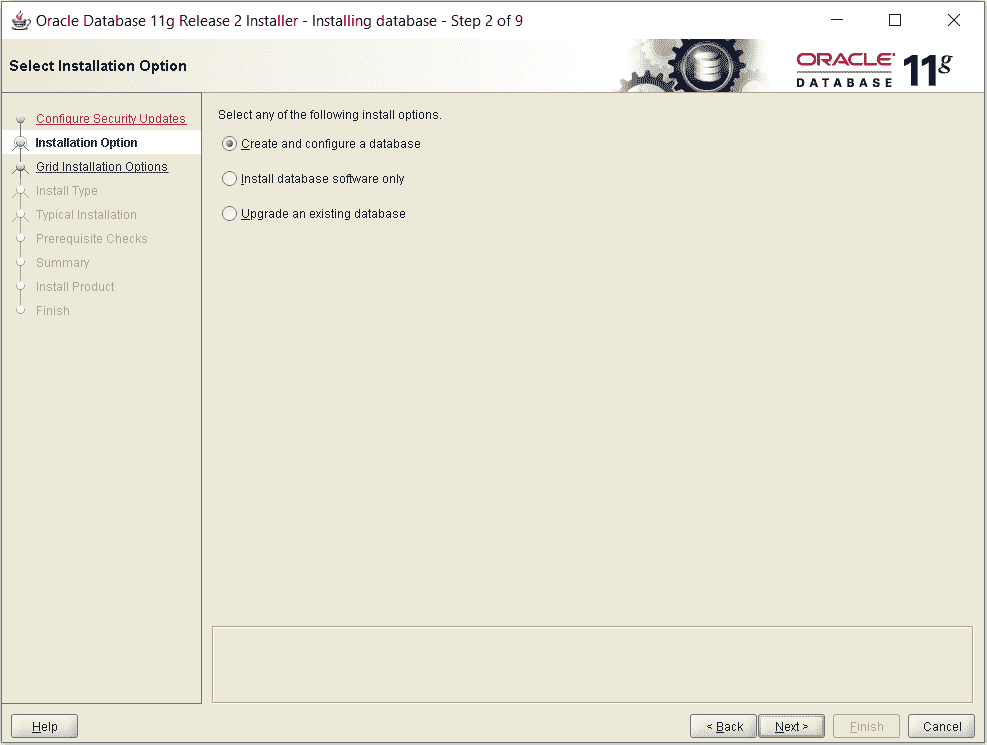 Oracle Database 11g Release 2 Installer - Installing database - Step 2 of 9
Select Installation Option
ORACLE
DATABASE
11g
Configure Security Updates
Installation Option
Grid Installation Options
Install Type
Typical Installation
Prerequisite Checks
Summary
Install Product
Finish
Select any of the following install options.
Create and configure a database
Install database software only
Upgrade an existing database
Help
< Back
Next >
Finish
Cancel